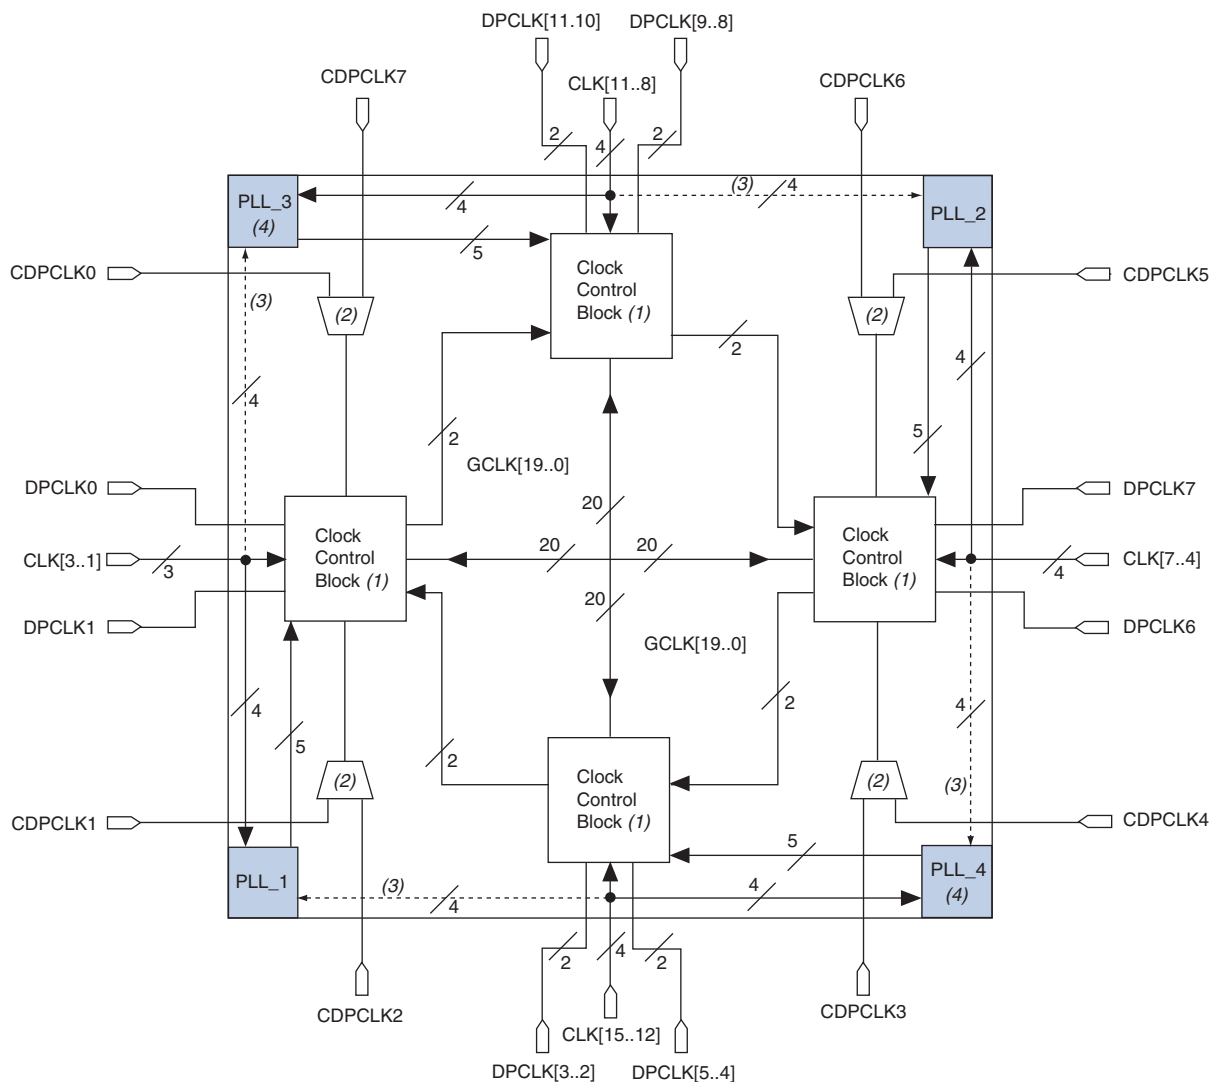 DPCLK[11.10]
DPCLK[9..8]
CDPCLK7
CLK[11..8]
CDPCLK6
2
4
2
PLL_3
(4)
4
(3)
4
PLL_2
5
CDPCLK0
(3)
(2)
Clock
Control
Block (1)
2
(2)
CDPCLK5
4
4
2
5
GCLK[19..0]
DPCLK0
20
DPCLK7
CLK[3..1]
3
Clock
Control
Block (1)
20
20
Clock
Control
Block (1)
4
CLK[7..4]
DPCLK1
20
DPCLK6
GCLK[19..0]
4
5
2
2
4
(2)
Clock
Control
Block (1)
(2)
(3)
CDPCLK1
CDPCLK4
5
PLL_1
(3)
4
4
PLL_4
(4)
2
4
2
CDPCLK2
CLK[15..12]
CDPCLK3
DPCLK[3..2]
DPCLK[5..4]